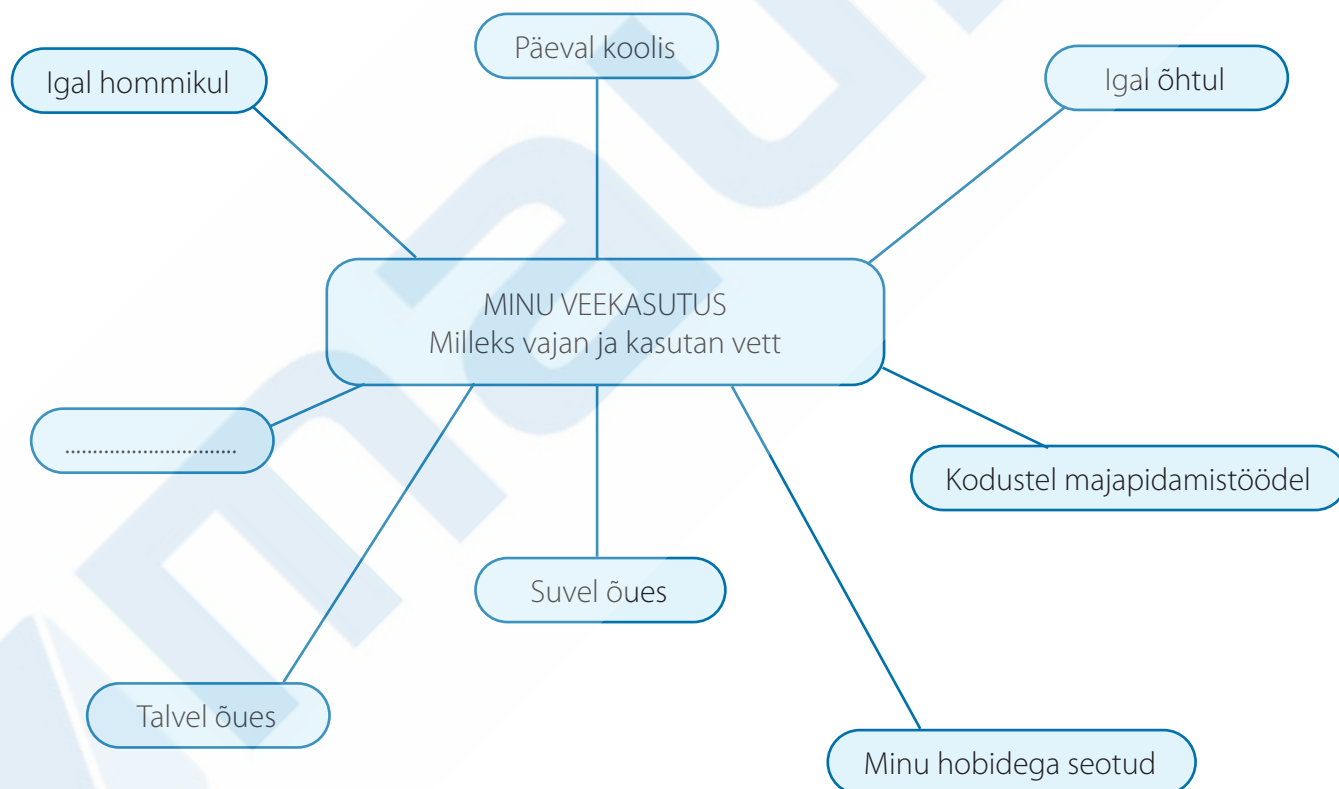 Päeval koolis
Igal hommikul
Igal õhtul
MINU VEEKASUTUS
Milleks vajan ja kasutan vett
................................
Kodustel majapidamistöödel
Suvel õues
Talvel õues
Minu hobidega seotud